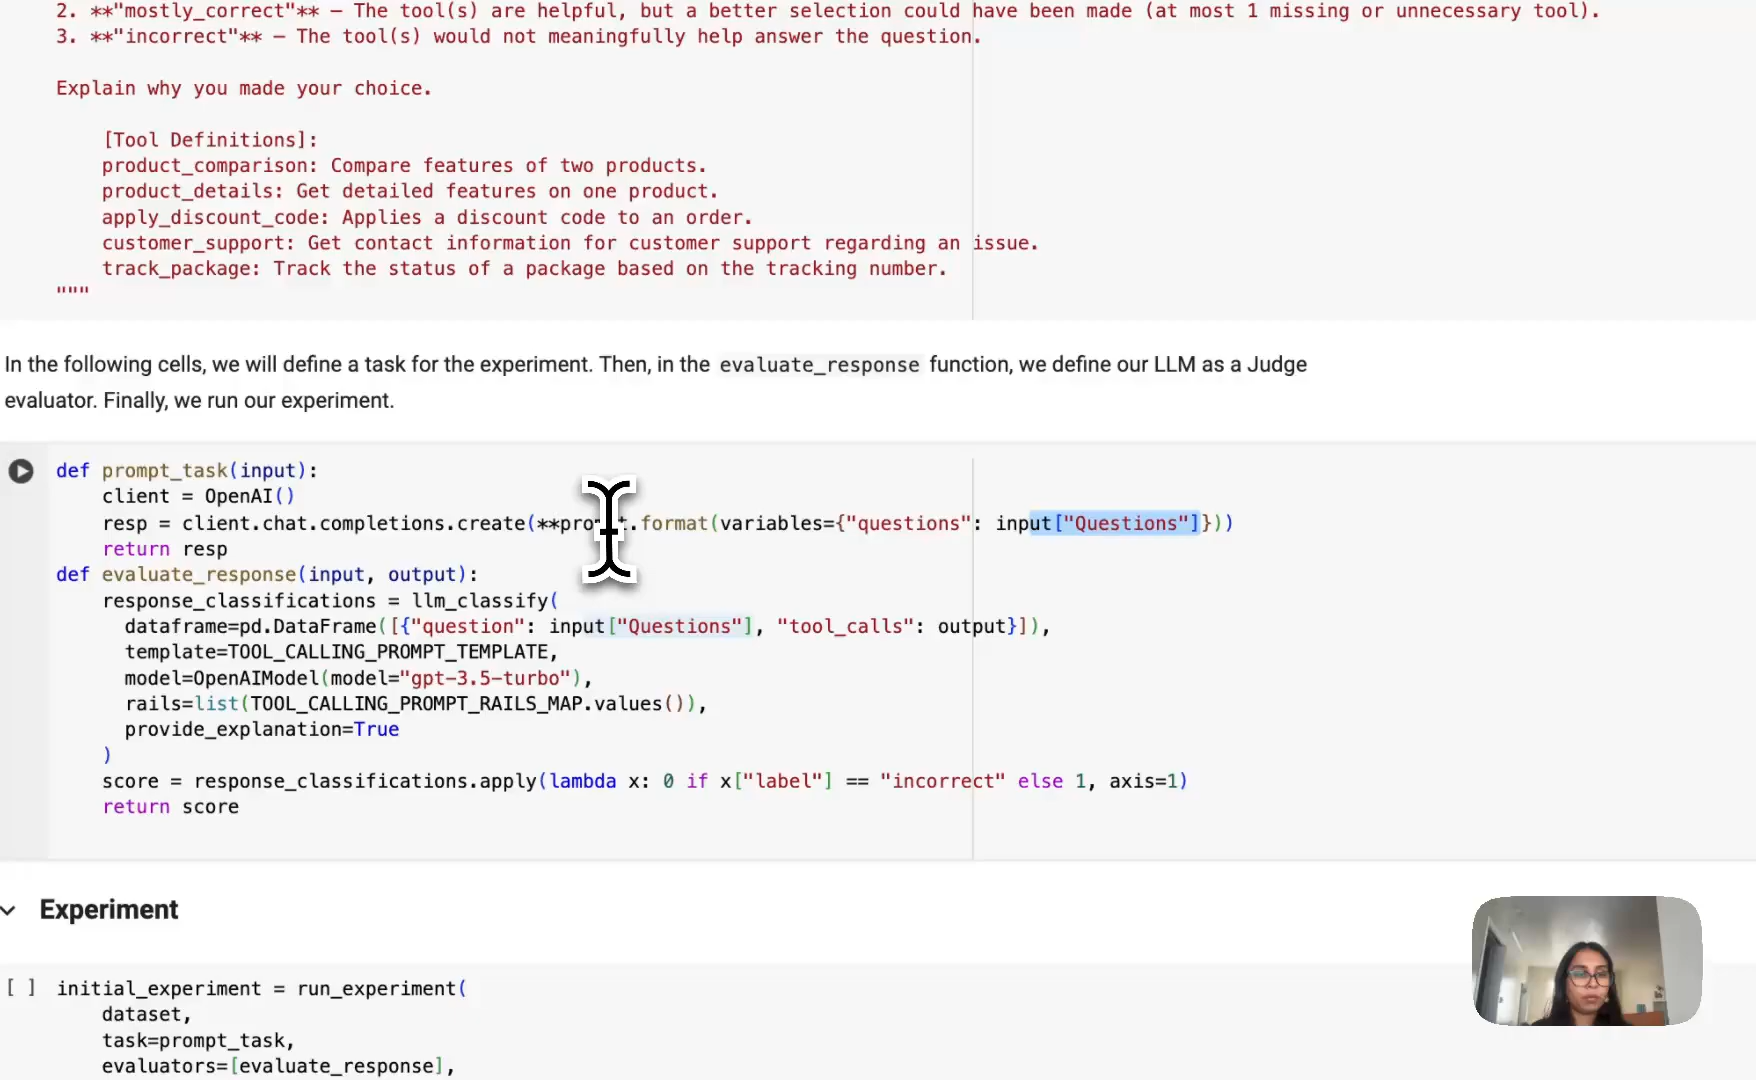 2. **"mostly_correct"** – The tool(s) are helpful, but a better selection could have been made (at most 1 missing or unnecessary tool).
3. **"incorrect"** – The tool(s) would not meaningfully help answer the question.
Explain why you made your choice.
[Tool Definitions]:
product_comparison: Compare features of two products.
product_details: Get detailed features on one product.
apply_discount_code: Applies a discount code to an order.
customer_support: Get contact information for customer support regarding an issue.
track_package: Track the status of a package based on the tracking number.
"""
In the following cells, we will define a task for the experiment. Then, in the evaluate_response function, we define our LLM as a Judge
evaluator. Finally, we run our experiment.
def prompt_task(input):
client = OpenAI()
resp = client.chat.completions.create(**prompt.format(variables={"questions": input["Questions"]}))
return resp
def evaluate_response(input, output):
response_classifications = llm_classify(
dataframe=pd.DataFrame([{"question": input["Questions"], "tool_calls": output}]),
template=TOOL_CALLING_PROMPT_TEMPLATE,
model=OpenAIModel(model="gpt-3.5-turbo"),
rails=list(TOOL_CALLING_PROMPT_RAILS_MAP.values()),
provide_explanation=True
)
score = response_classifications.apply(lambda x: 0 if x["label"] == "incorrect" else 1, axis=1)
return score
Experiment
[ ] initial_experiment = run_experiment(
dataset,
task=prompt_task,
evaluators=[evaluate_response],